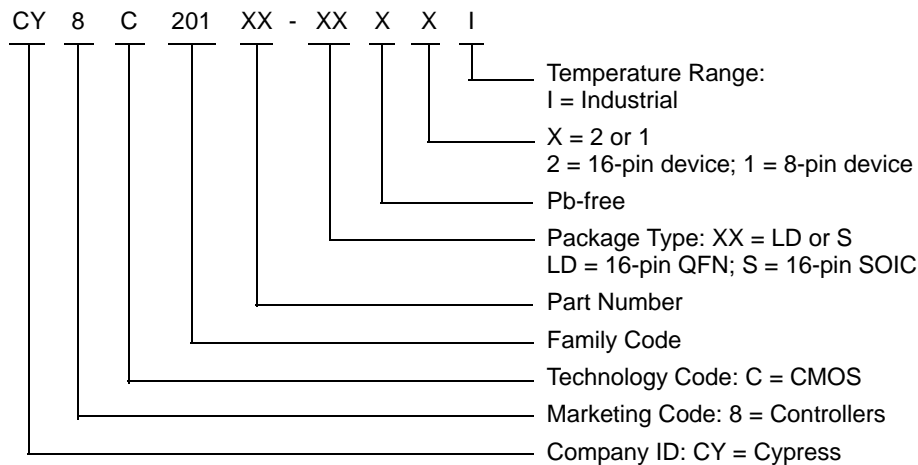 CY 8 C 201 XX - XX X X I
Temperature Range:
I = Industrial
X = 2 or 1
2 = 16-pin device; 1 = 8-pin device
Pb-free
Package Type: XX = LD or S
LD = 16-pin QFN; S = 16-pin SOIC
Part Number
Family Code
Technology Code: C = CMOS
Marketing Code: 8 = Controllers
Company ID: CY = Cypress